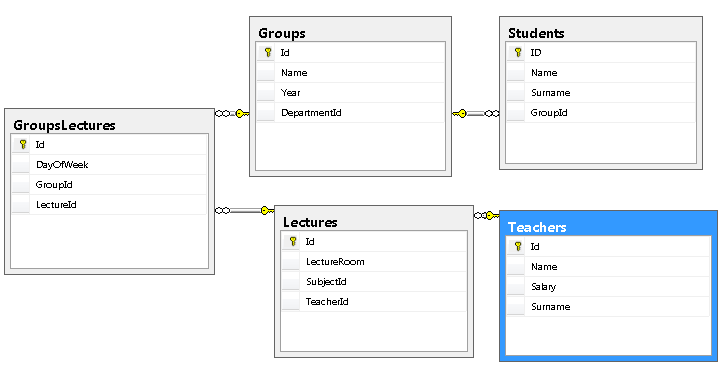 Groups
Id
Name
Year
DepartmentId
Students
ID
Name
Surname
GroupId
GroupsLectures
Id
DayOfWeek
GroupId
LectureId
Lectures
Id
LectureRoom
SubjectId
TeacherId
Teachers
Id
Name
Salary
Surname